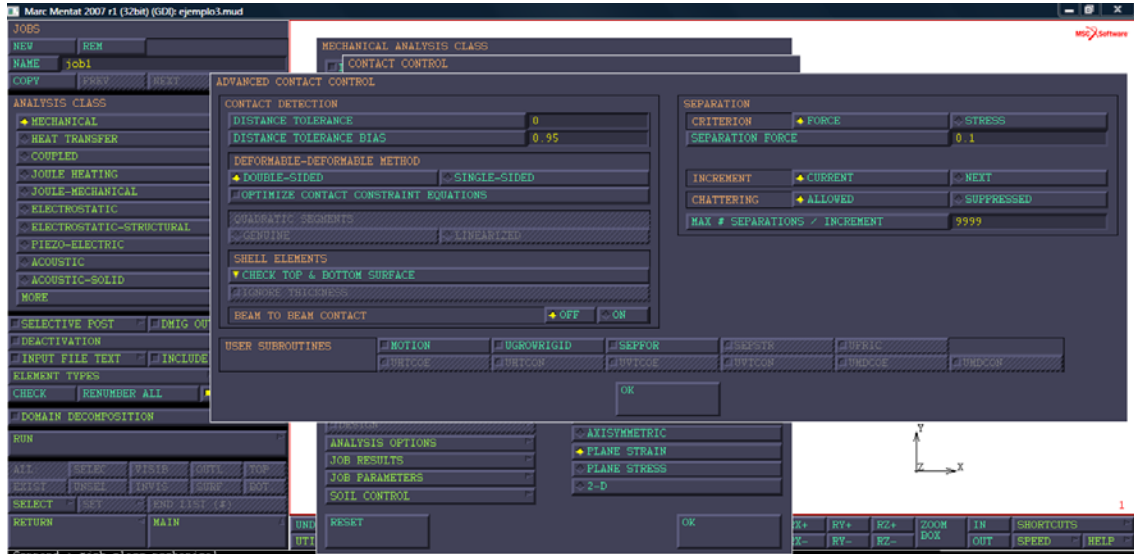 Marc Mentat 2007 r1 (32bit) (GDI): ejemplo3.mud
MSC Software
JOBS
NEW REM
NAME job1
COPY PREV NEXT
ANALYSIS CLASS
MECHANICAL
HEAT TRANSFER
COUPLED
JOULE HEATING
JOULE-MECHANICAL
ELECTROSTATIC
ELECTROSTATIC-STRUCTURAL
PIEZO-ELECTRIC
ACOUSTIC
ACOUSTIC-SOLID
MORE
SELECTIVE POST DMIG OU
DEACTIVATION
INPUT FILE TEXT INCLUDE
ELEMENT TYPES
CHECK RENUMBER ALL
DOMAIN DECOMPOSITION
RUN
ALL SELEC VISIB OUTL TOP
EXIST UNSEL INVIS SURF BOT
SELECT SET END LIST (#)
RETURN MAIN
MECHANICAL ANALYSIS CLASS
CONTACT CONTROL
ADVANCED CONTACT CONTROL
CONTACT DETECTION
DISTANCE TOLERANCE 0
DISTANCE TOLERANCE BIAS 0.95
DEFORMABLE-DEFORMABLE METHOD
DOUBLE-SIDED SINGLE-SIDED
OPTIMIZE CONTACT CONSTRAINT EQUATIONS
QUADRATIC SEGMENTS
GENUINE LINEARIZED
SHELL ELEMENTS
CHECK TOP & BOTTOM SURFACE
IGNORE THICKNESS
BEAM TO BEAM CONTACT OFF ON
SEPARATION
CRITERION FORCE STRESS
SEPARATION FORCE 0.1
INCREMENT CURRENT NEXT
CHATTERING ALLOWED SUPPRESSED
MAX # SEPARATIONS / INCREMENT 9999
USER SUBROUTINES MOTION UGROWRIGID SEPFOR SEPSTR UFRIC
UHTCOE UHTCON UVTCOE UVTCON UMDCOE UMDCON
OK
DESIGN
ANALYSIS OPTIONS
JOB RESULTS
JOB PARAMETERS
SOIL CONTROL
AXISYMMETRIC
PLANE STRAIN
PLANE STRESS
2-D
RESET OK
Y
Z X
1
UND
UTI
X+ RY+ RZ+ ZOOM BOX IN SHORTCUTS
X- RY- RZ- OUT SPEED HELP